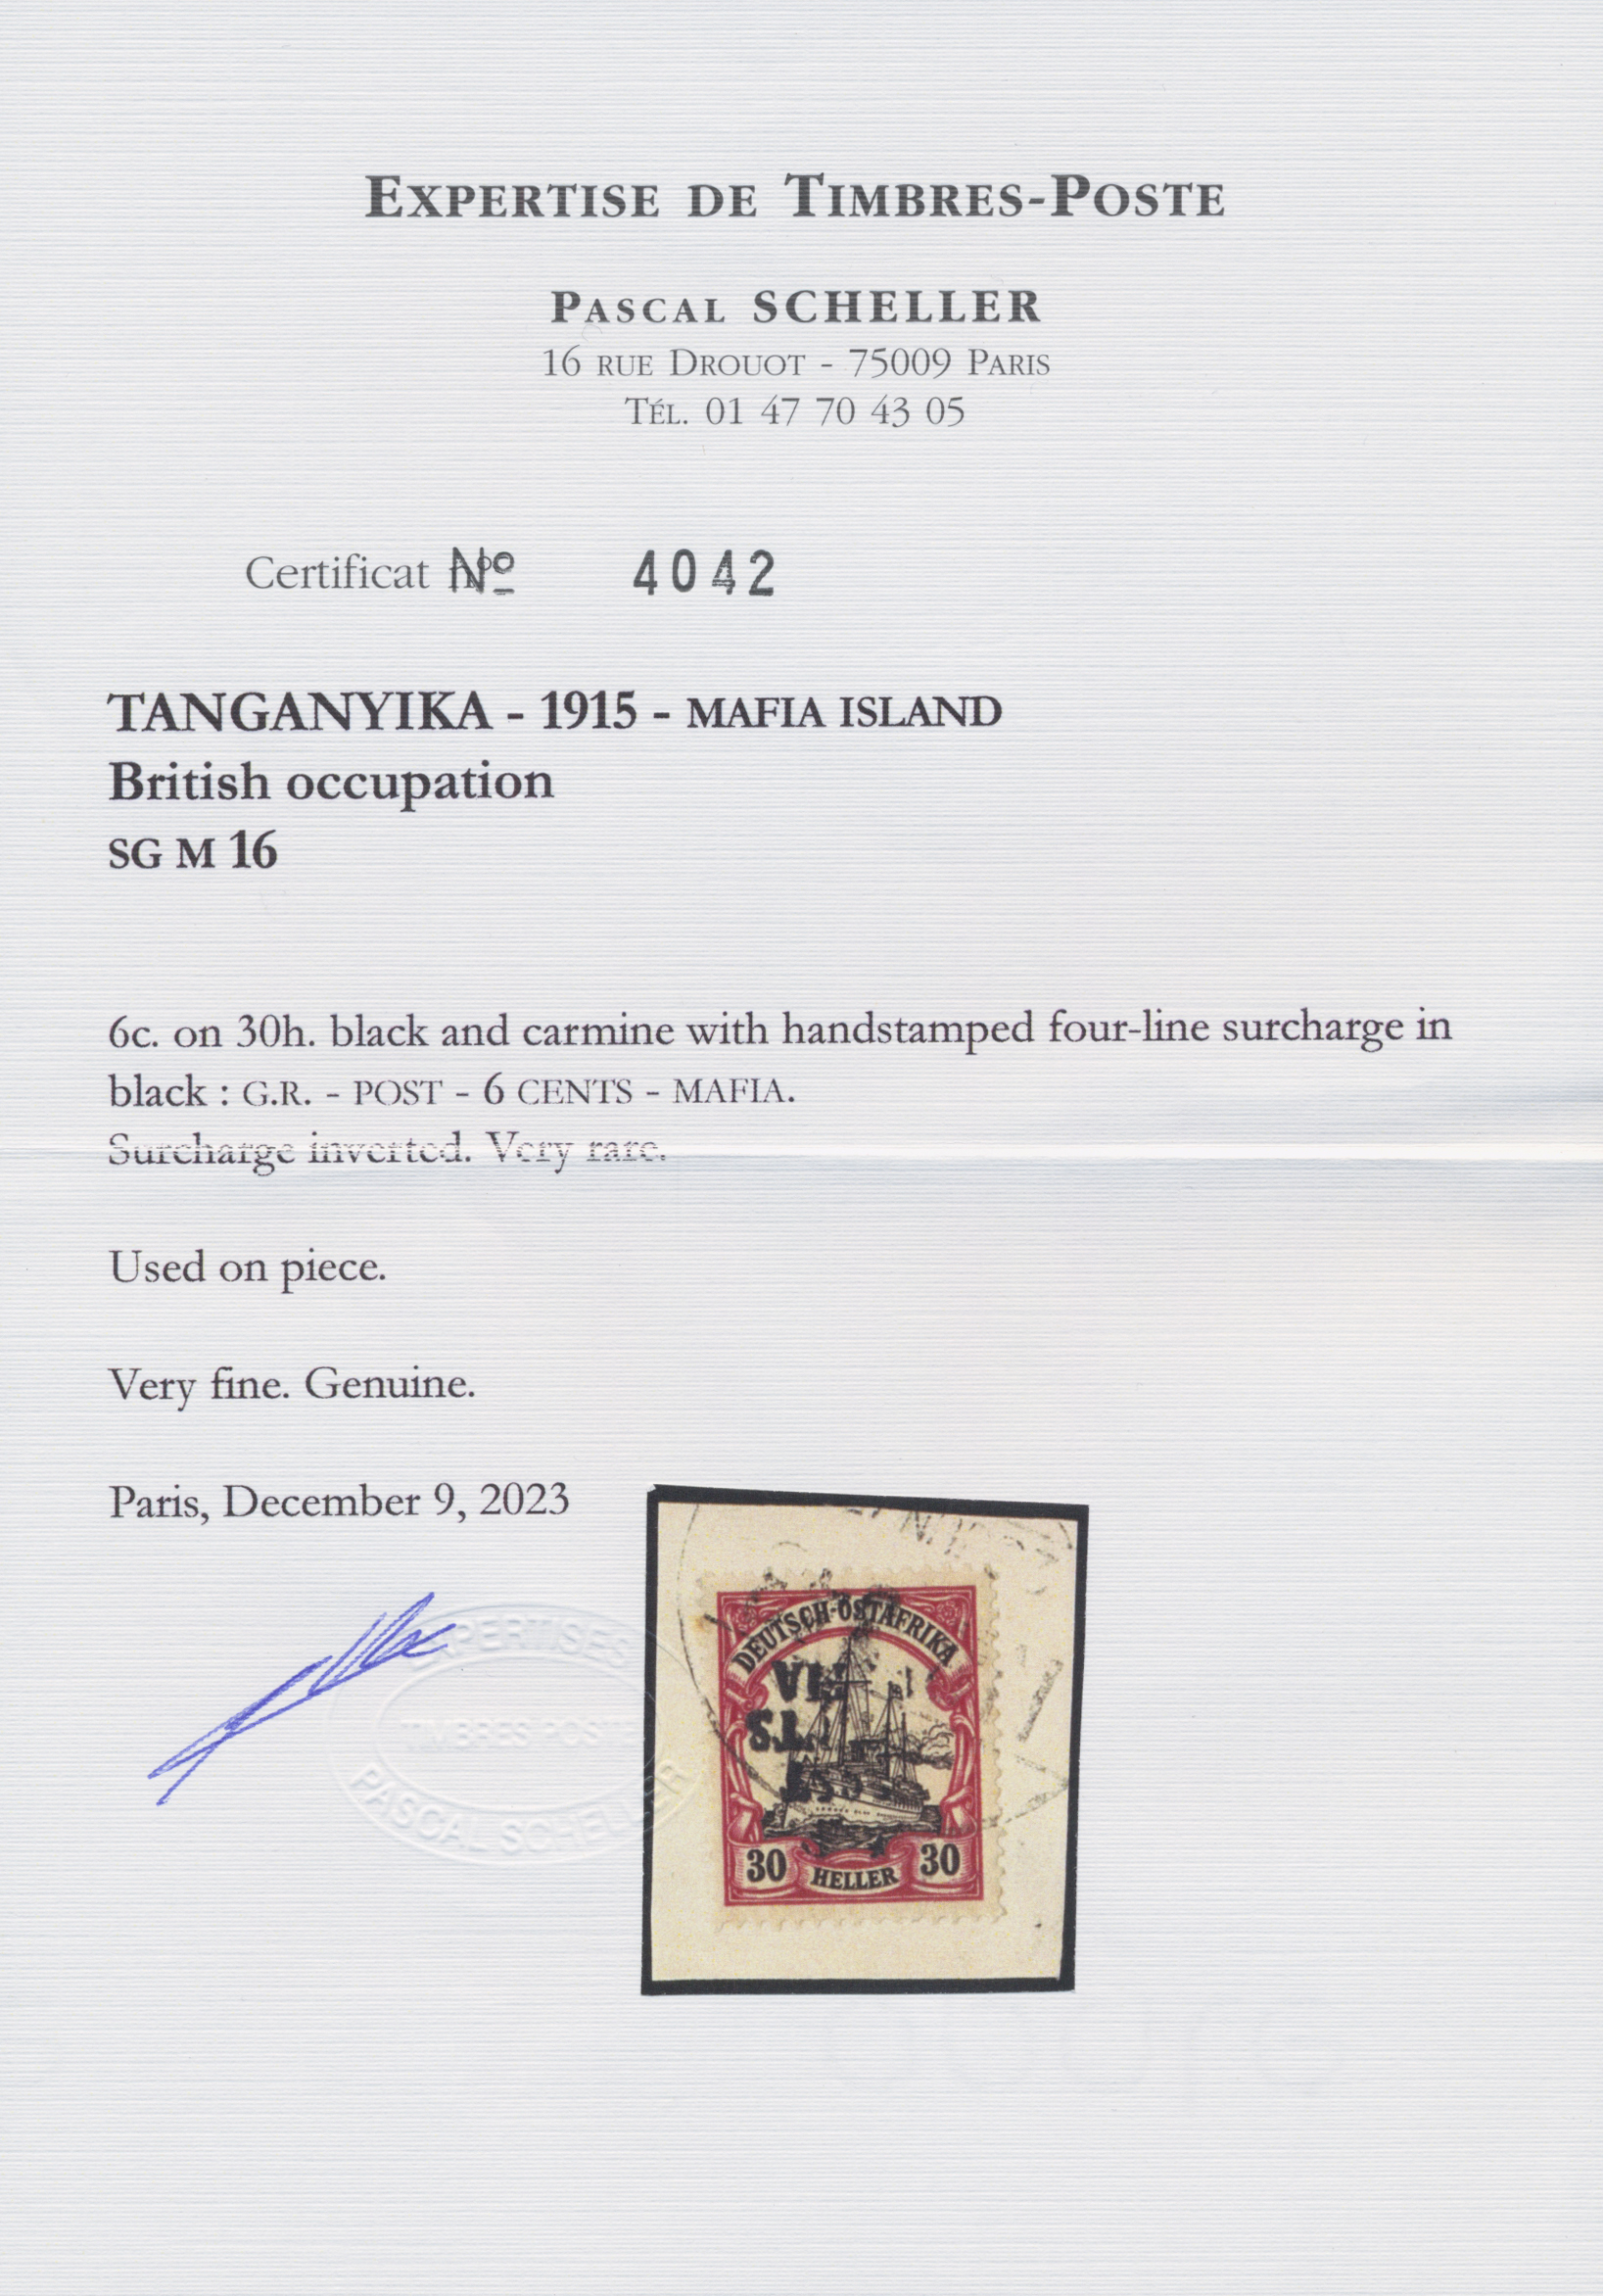 EXPERTISE DE TIMBRES-POSTE
PASCAL SCHELLER
16 RUE DROUOT - 75009 PARIS
TÉL. 01 47 70 43 05
Certificat Nº 4042
TANGANYIKA - 1915 - MAFIA ISLAND
British occupation
SG M 16
6c. on 30h. black and carmine with handstamped four-line surcharge in
black : G.R. - POST - 6 CENTS - MAFIA.
Surcharge inverted. Very rare.
Used on piece.
Very fine. Genuine.
Paris, December 9, 2023
EXPERTISES
TIMBRES POSTE
PASCAL SCHELLER
DEUTSCH-OSTAFRIKA
30 HELLER 30